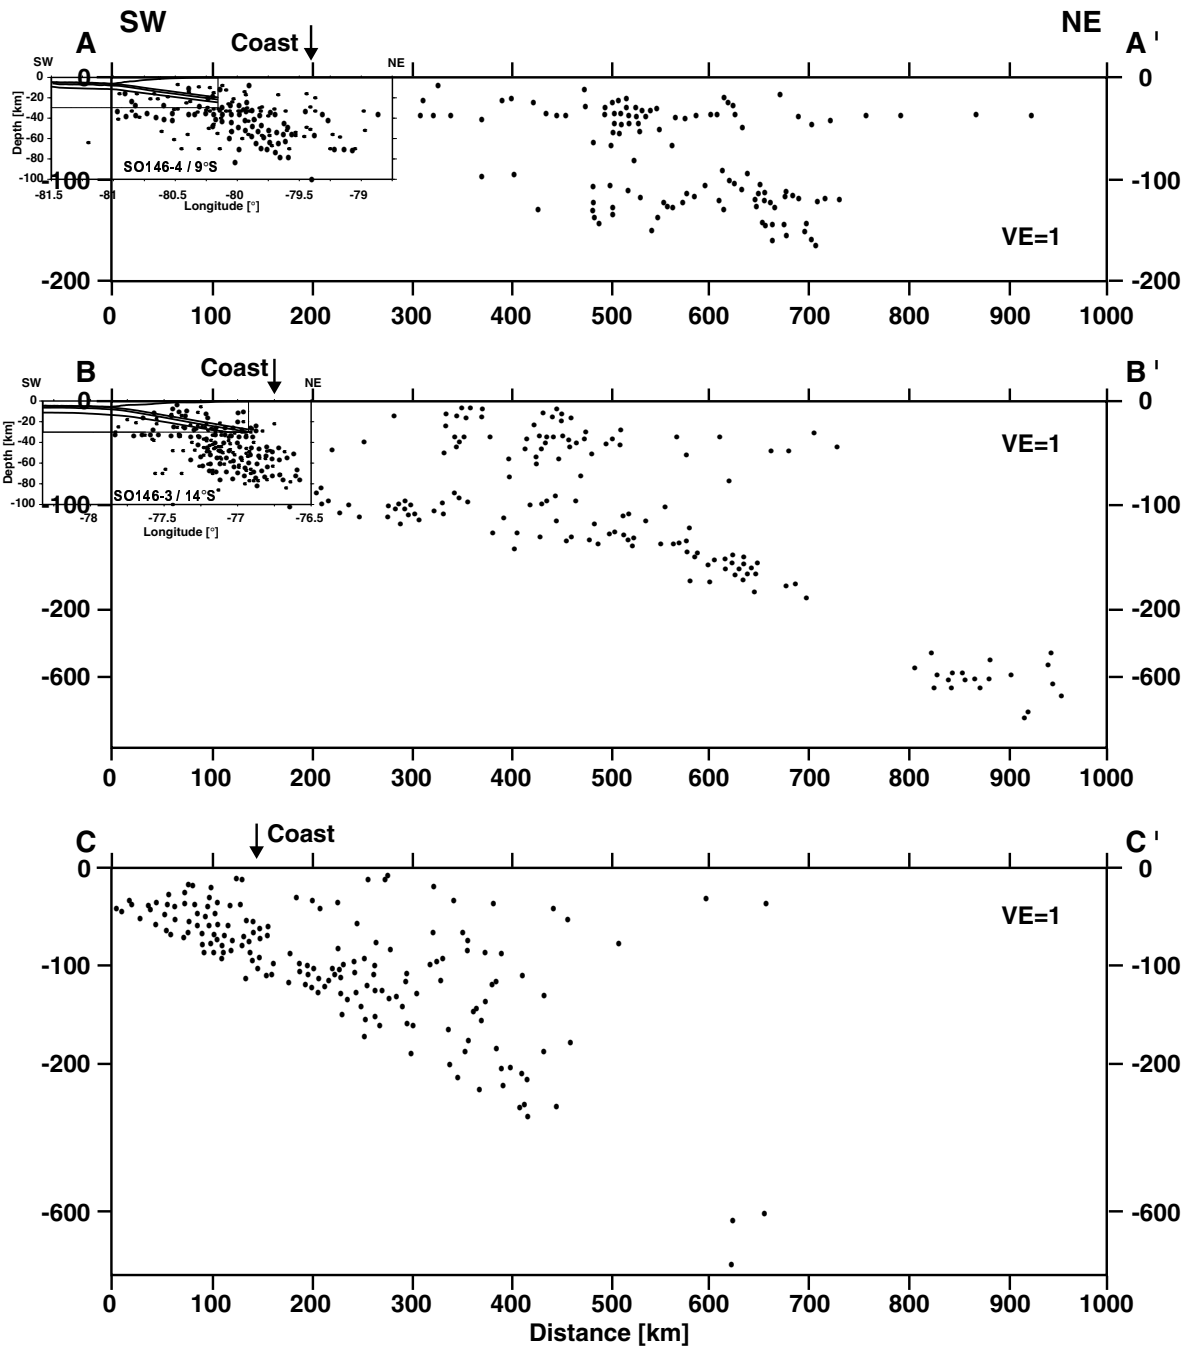 SW NE
A Coast A '
SW NE
0 0 0
-20
-40
-60
-80
-100 -100 -100
Depth [km]
SO146-4 / 9°S
-81.5 -81 -80.5 -80 -79.5 -79
Longitude [°]
VE=1
-200 -200
0 100 200 300 400 500 600 700 800 900 1000
B Coast B '
SW NE
0 0 0
-20
-40
-60
-80
-100 -100 -100
Depth [km]
VE=1
SO146-3 / 14°S
-78 -77.5 -77 -76.5
Longitude [°]
-200 -200
-600 -600
0 100 200 300 400 500 600 700 800 900 1000
C Coast C '
0 0
VE=1
-100 -100
-200 -200
-600 -600
0 100 200 300 400 500 600 700 800 900 1000
Distance [km]